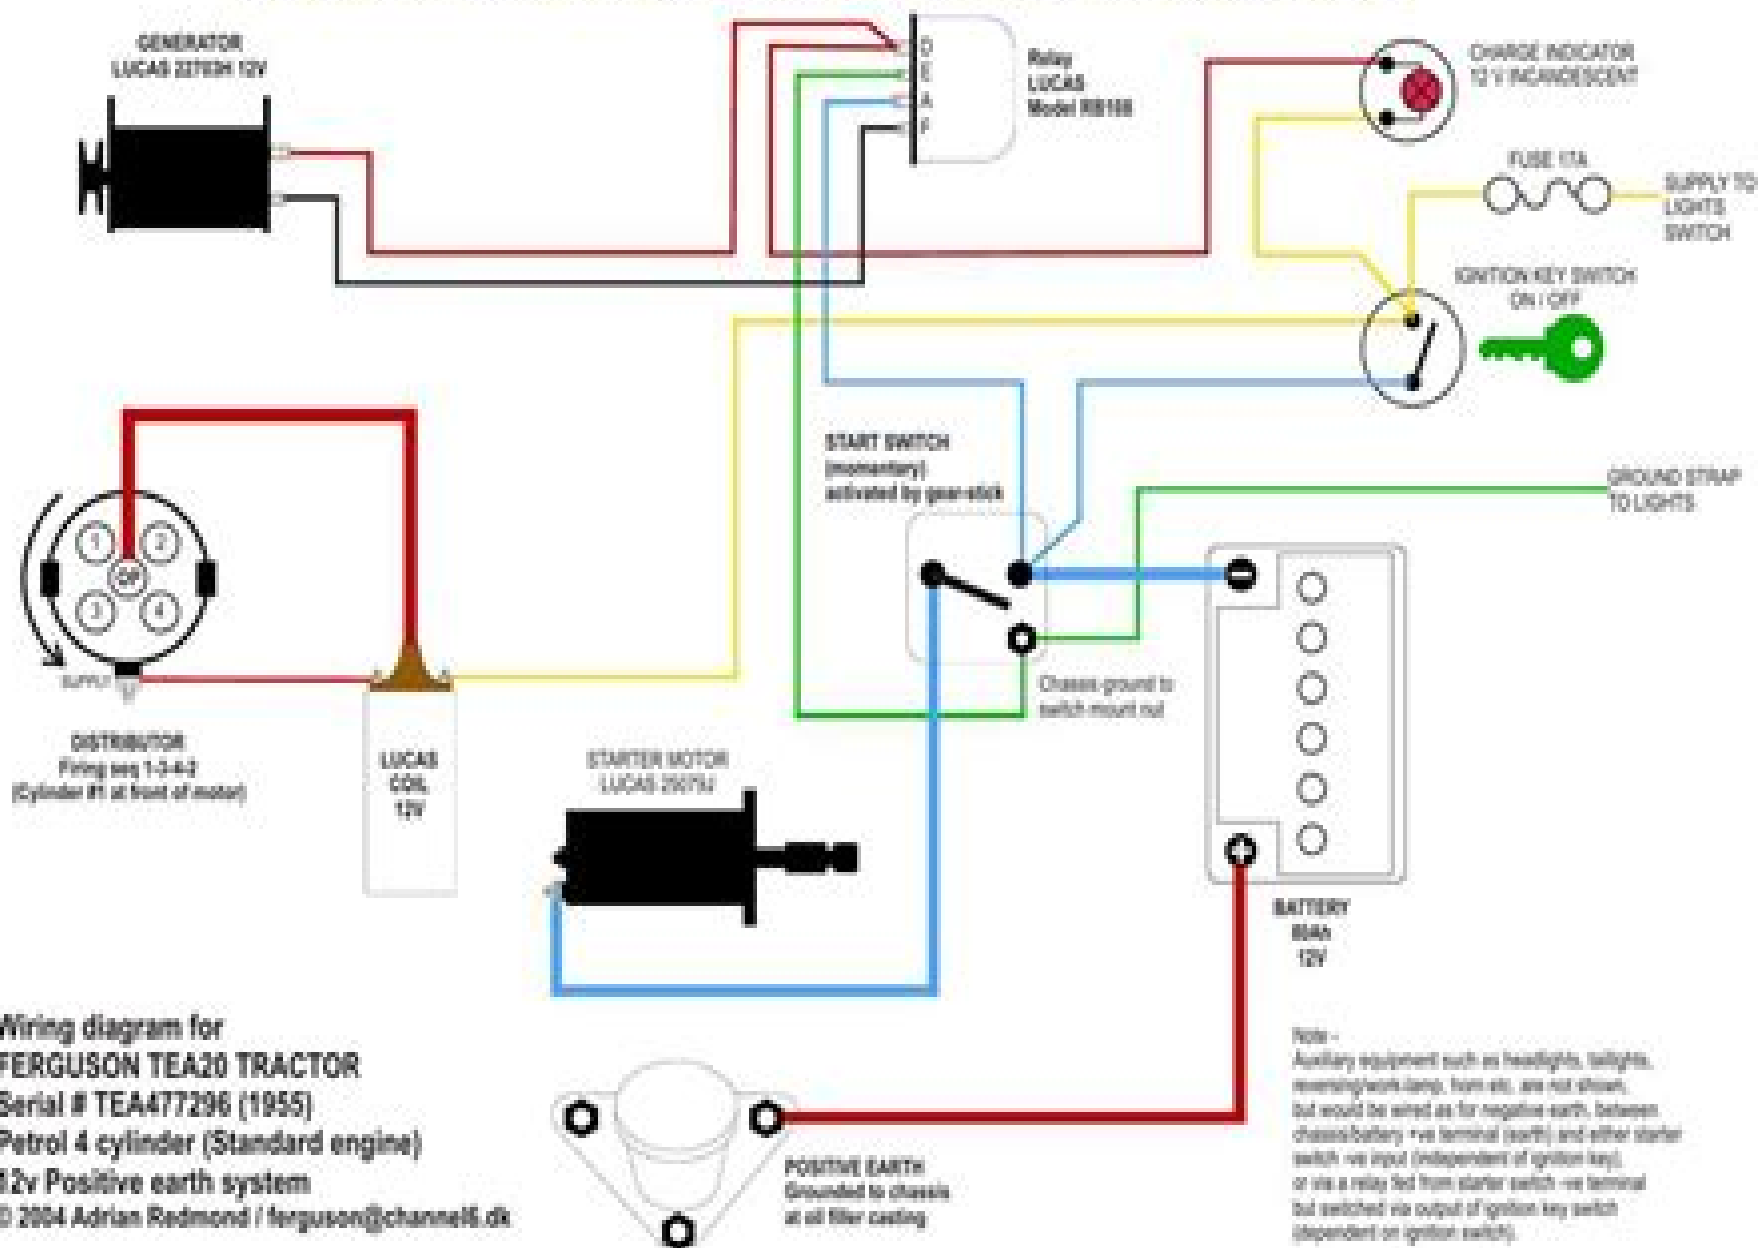 GENERATOR
LUCAS 22703H 12V
D
E
A
F
Relay
LUCAS
Model RB108
CHARGE INDICATOR
12 V INCANDESCENT
FUSE 17A
SUPPLY TO
LIGHTS
SWITCH
IGNITION KEY SWITCH
ON / OFF
START SWITCH
(momentary)
activated by gear-stick
GROUND STRAP
TO LIGHTS
1
2
3
4
SUPPLY
DISTRIBUTOR
Firing seq 1-3-4-2
(Cylinder #1 at front of motor)
LUCAS
COIL
12V
Chassis ground to
switch mount nut
STARTER MOTOR
LUCAS
BATTERY
12V
Wiring diagram for
FERGUSON TEA20 TRACTOR
Serial # TEA477296 (1955)
Petrol 4 cylinder (Standard engine)
12v Positive earth system
© 2004 Adrian Redmond / ferguson@channel6.dk
POSITIVE EARTH
Grounded to chassis
at oil filler casting
Note -
Auxiliary equipment such as headlights, taillights,
reversing/work-lamp, horn etc. are not shown,
but would be wired as for negative earth, between
chassis/battery +ve terminal (earth) and either starter
switch -ve input (independent of ignition key),
or via a relay fed from starter switch -ve terminal
but switched via output of ignition key switch
(dependent on ignition switch).